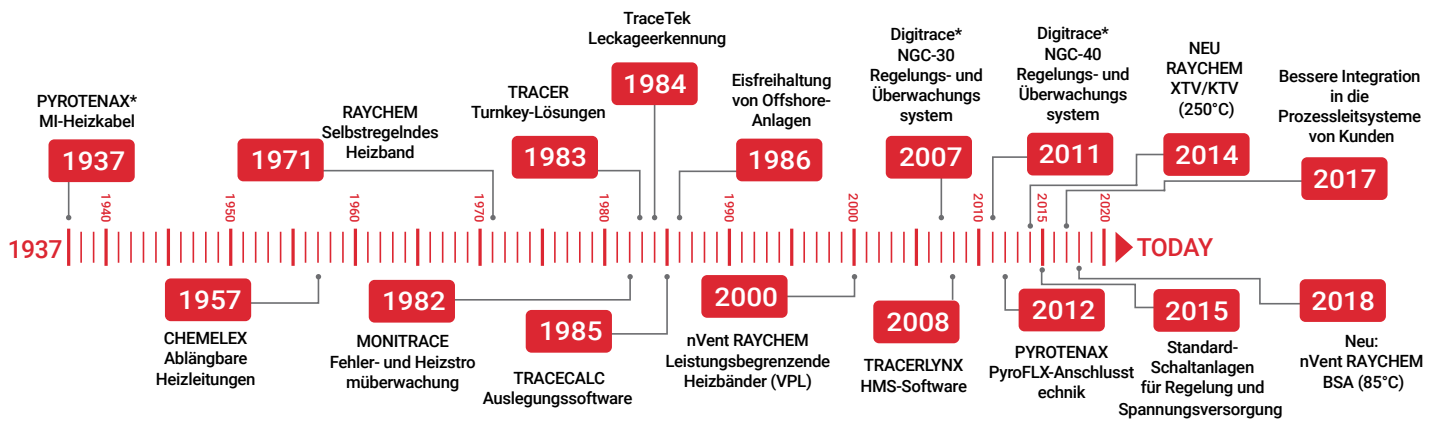 PYROTENAX*
MI-Heizkabel
1937
1971
RAYCHEM
Selbstregelndes
Heizband
TRACER
Turnkey-Lösungen
1983
TraceTek
Leckageerkennung
1984
Eisfreihaltung
von Offshore-
Anlagen
1986
Digitrace*
NGC-30
Regelungs- und
Überwachungs
system
2007
Digitrace*
NGC-40
Regelungs- und
Überwachungs
system
2011
NEU
RAYCHEM
XTV/KTV
(250°C)
2014
Bessere Integration
in die
Prozessleitsysteme
von Kunden
2017
1937
1940
1950
1960
1970
1980
1990
2000
2010
2015
2020
TODAY
1957
CHEMELEX
Ablängbare
Heizleitungen
1982
MONITRACE
Fehler- und Heizstro
müberwachung
1985
TRACECALC
Auslegungssoftware
2000
nVent RAYCHEM
Leistungsbegrenzende
Heizbänder (VPL)
2008
TRACERLYNX
HMS-Software
2012
PYROTENAX
PyroFLX-Anschlusst
echnik
2015
Standard-
Schaltanlagen
für Regelung und
Spannungsversorgung
2018
Neu:
nVent RAYCHEM
BSA (85°C)